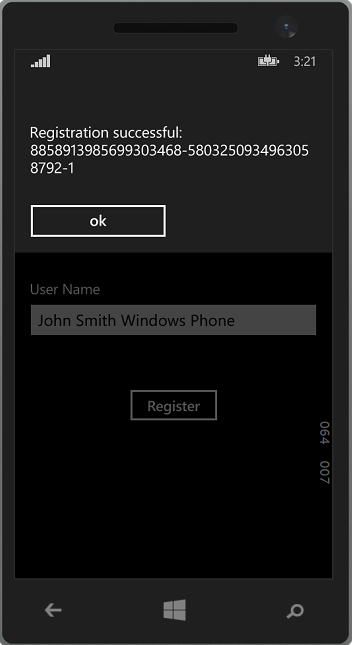 3:21
Registration successful:
8858913985699303468-580325093496305
8792-1
ok
User Name
John Smith Windows Phone
Register
064
007